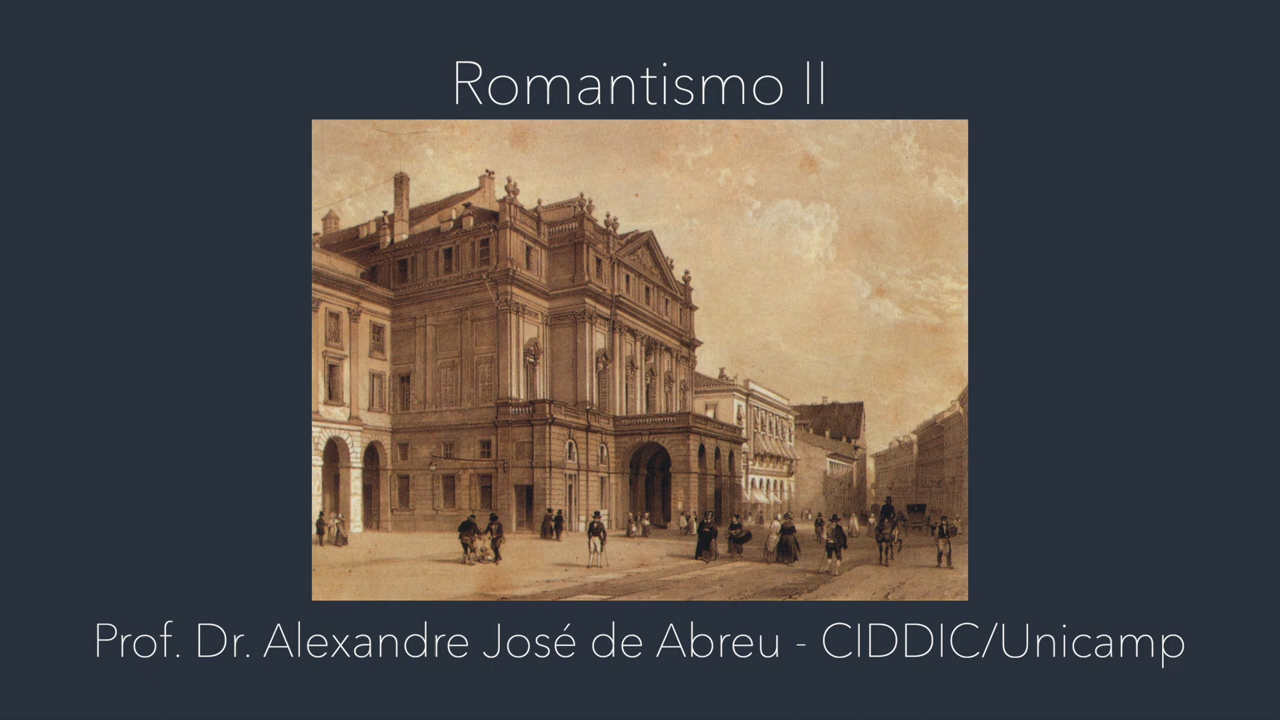 Romantismo II
Prof. Dr. Alexandre José de Abreu - CIDDIC/Unicamp